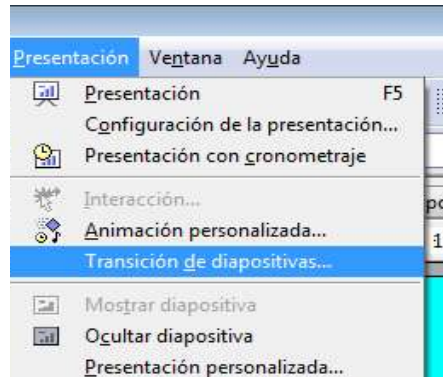 Presentación Ventana Ayuda
Presentación F5
Configuración de la presentación...
Presentación con cronometraje
Interacción...
Animación personalizada...
Transición de diapositivas...
Mostrar diapositiva
Ocultar diapositiva
Presentación personalizada...